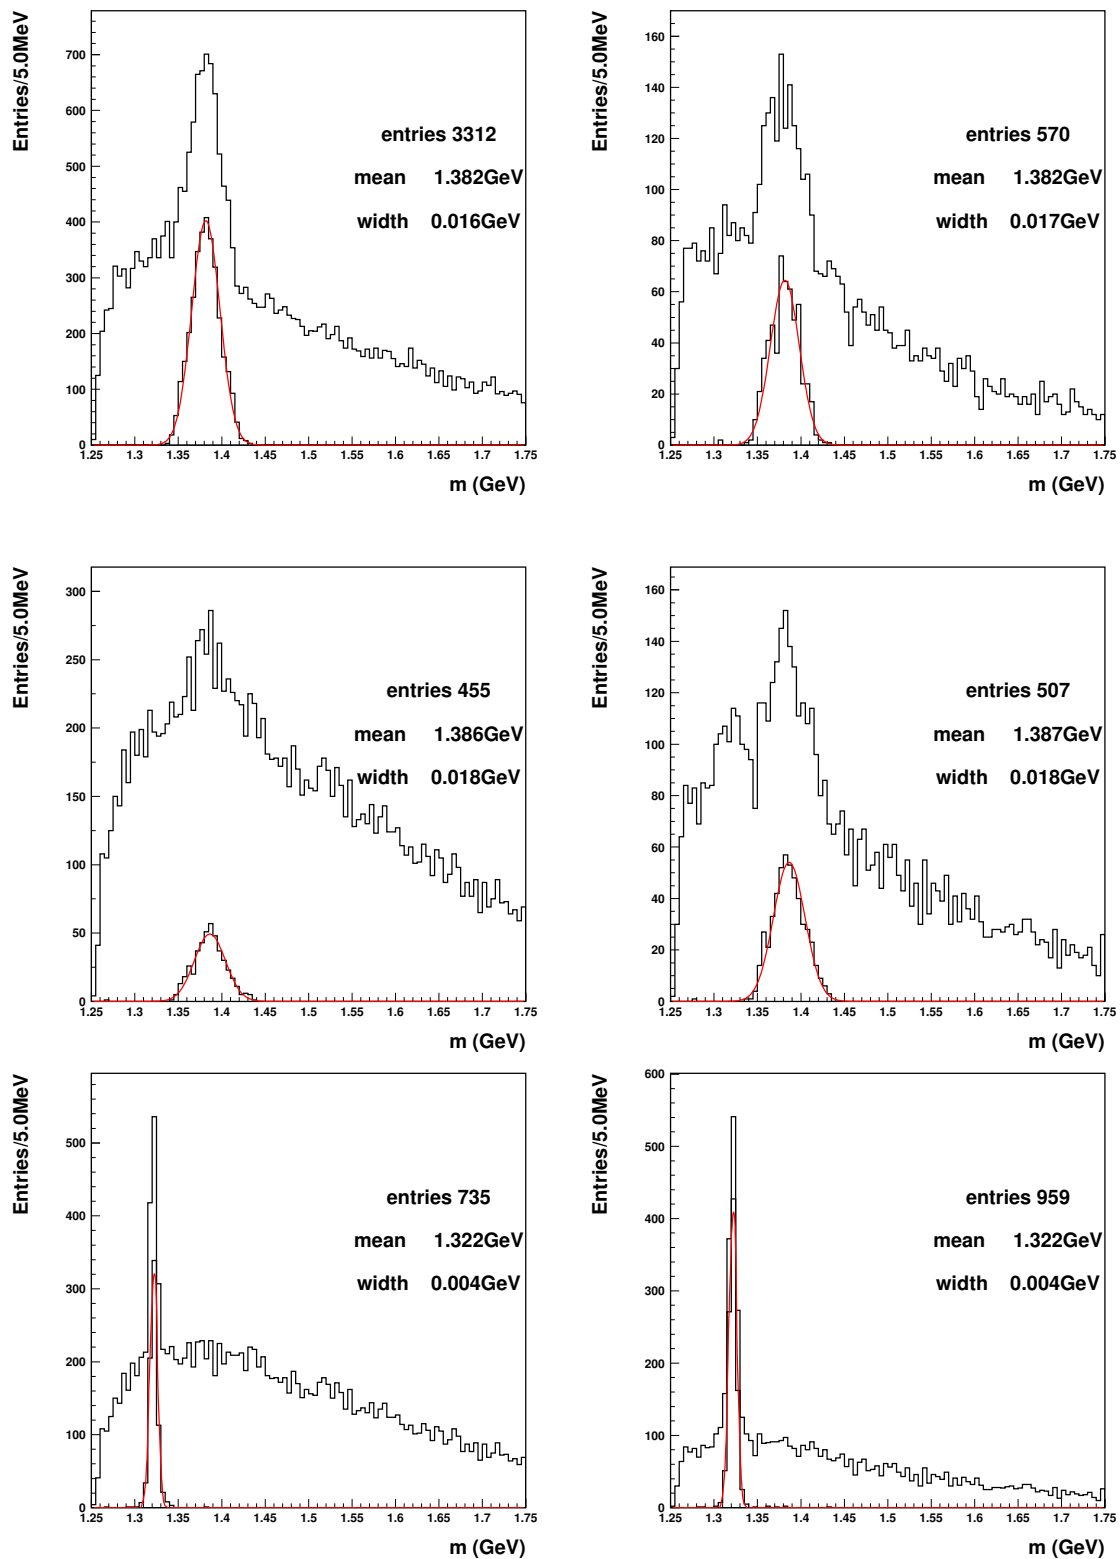 Entries/5.0MeV
700
600
500
400
300
200
100
0
entries 3312
mean 1.382GeV
width 0.016GeV
1.25 1.3 1.35 1.4 1.45 1.5 1.55 1.6 1.65 1.7 1.75
m (GeV)
Entries/5.0MeV
160
140
120
100
80
60
40
20
0
entries 570
mean 1.382GeV
width 0.017GeV
1.25 1.3 1.35 1.4 1.45 1.5 1.55 1.6 1.65 1.7 1.75
m (GeV)
Entries/5.0MeV
300
250
200
150
100
50
0
entries 455
mean 1.386GeV
width 0.018GeV
1.25 1.3 1.35 1.4 1.45 1.5 1.55 1.6 1.65 1.7 1.75
m (GeV)
Entries/5.0MeV
160
140
120
100
80
60
40
20
0
entries 507
mean 1.387GeV
width 0.018GeV
1.25 1.3 1.35 1.4 1.45 1.5 1.55 1.6 1.65 1.7 1.75
m (GeV)
Entries/5.0MeV
500
400
300
200
100
0
entries 735
mean 1.322GeV
width 0.004GeV
1.25 1.3 1.35 1.4 1.45 1.5 1.55 1.6 1.65 1.7 1.75
m (GeV)
Entries/5.0MeV
600
500
400
300
200
100
0
entries 959
mean 1.322GeV
width 0.004GeV
1.25 1.3 1.35 1.4 1.45 1.5 1.55 1.6 1.65 1.7 1.75
m (GeV)